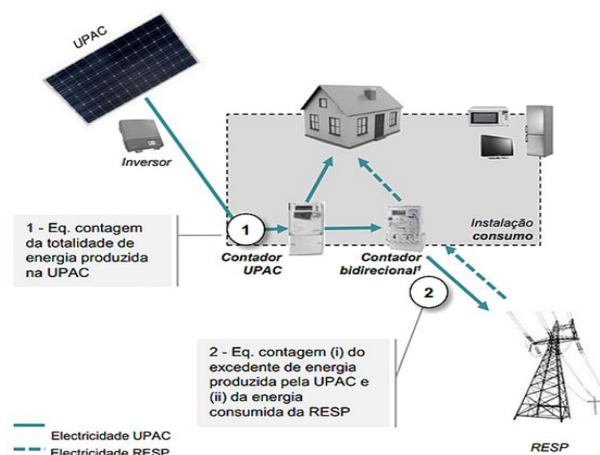 UPAC
Inversor
1 - Eq. contagem
da totalidade de
energia produzida
na UPAC
1
Contador
UPAC
Contador
bidirecional¹
Instalação
consumo
2
2 - Eq. contagem (i) do
excedente de energia
produzida pela UPAC e
(ii) da energia
consumida da RESP
Electricidade UPAC
Electricidade RESP
RESP